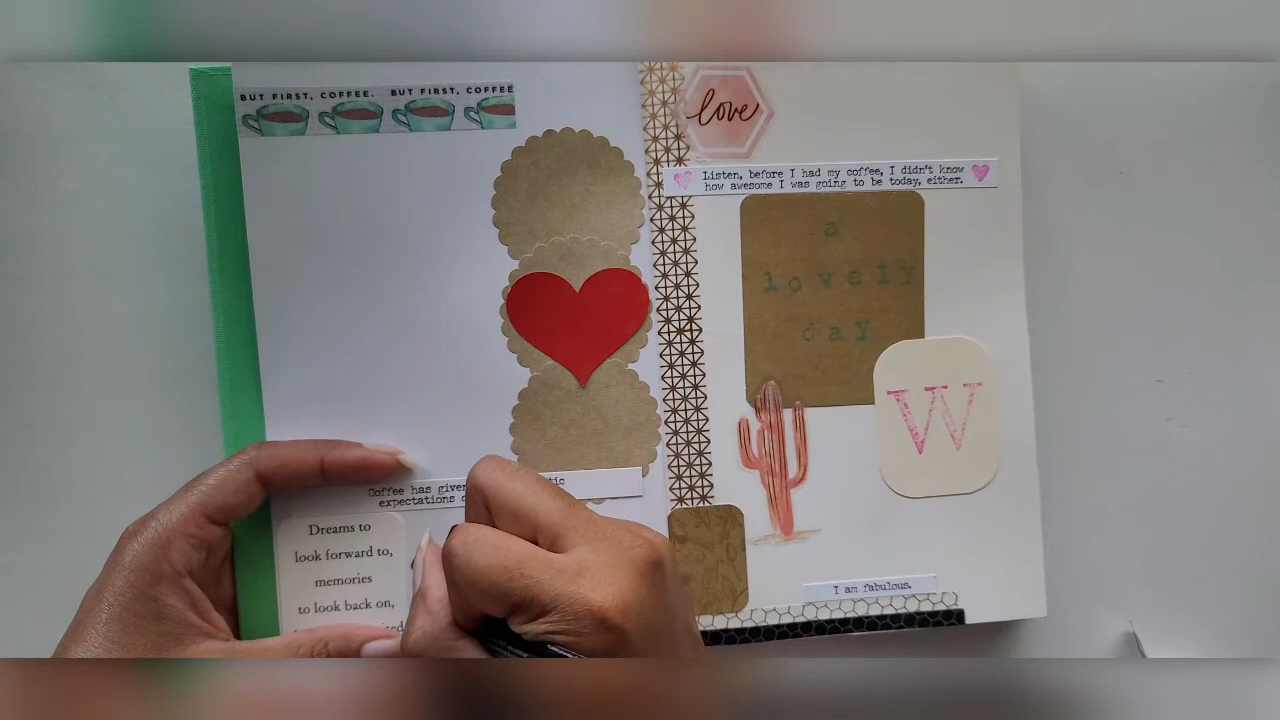 BUT FIRST, COFFEE. BUT FIRST, COFFEE
love
Listen, before I had my coffee, I didn't know
how awesome I was going to be today, either.
a
lovely
day
W
Coffee has given
expectations
Dreams to
look forward to,
memories
to look back on,
I am fabulous.